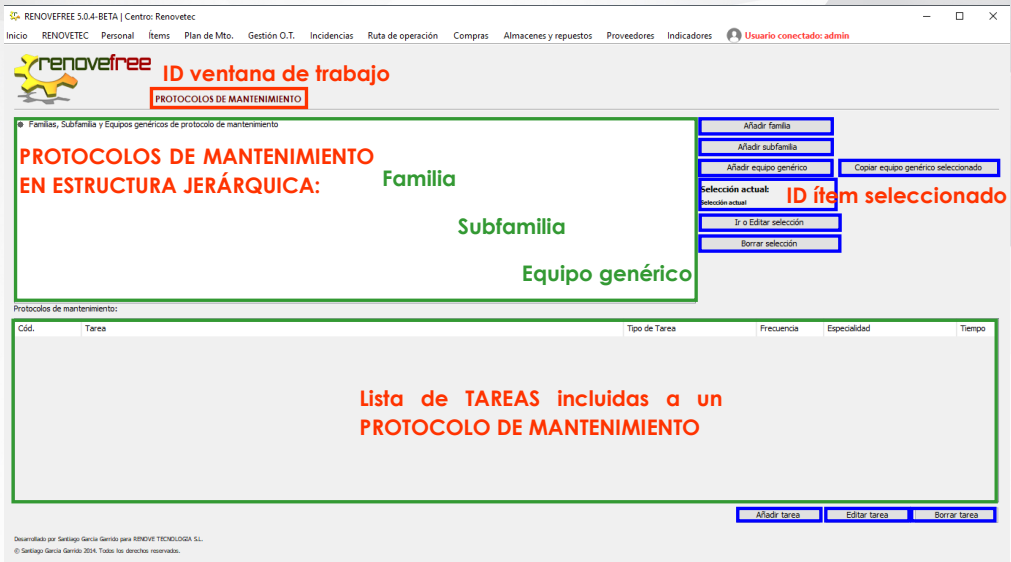 RENOVEFREE 5.0.4-BETA | Centro: Renovetec
Inicio RENOVETEC Personal Ítems Plan de Mto. Gestión O.T. Incidencias Ruta de operación Compras Almacenes y repuestos Proveedores Indicadores Usuario conectado: admin
renovefree
ID ventana de trabajo
PROTOCOLOS DE MANTENIMIENTO
Familias, Subfamilia y Equipos genéricos de protocolo de mantenimiento
PROTOCOLOS DE MANTENIMIENTO
EN ESTRUCTURA JERÁRQUICA:
Familia
Subfamilia
Equipo genérico
Añadir familia
Añadir subfamilia
Añadir equipo genérico Copiar equipo genérico seleccionado
Selección actual:
Selección actual
ID ítem seleccionado
Ir o Editar selección
Borrar selección
Protocolos de mantenimiento:
Cód. Tarea Tipo de Tarea Frecuencia Especialidad Tiempo
Lista de TAREAS incluidas a un
PROTOCOLO DE MANTENIMIENTO
Añadir tarea Editar tarea Borrar tarea
Desarrollado por Santiago García Garrido para RENOVE TECNOLOGIA S.L.
© Santiago García Garrido 2014. Todos los derechos reservados.